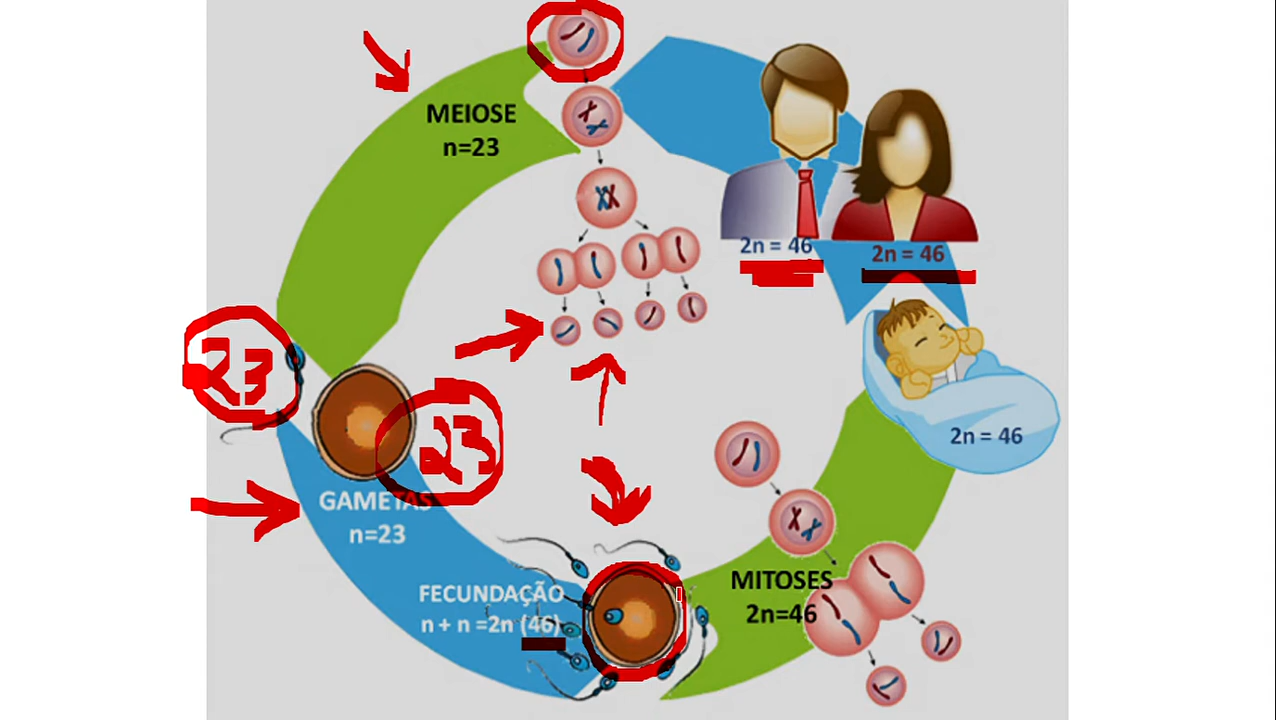 MEIOSE
n=23
2n = 46
2n = 46
23
23
2n = 46
GAMETAS
n=23
FECUNDAÇÃO
n + n =2n (46)
MITOSES
2n=46